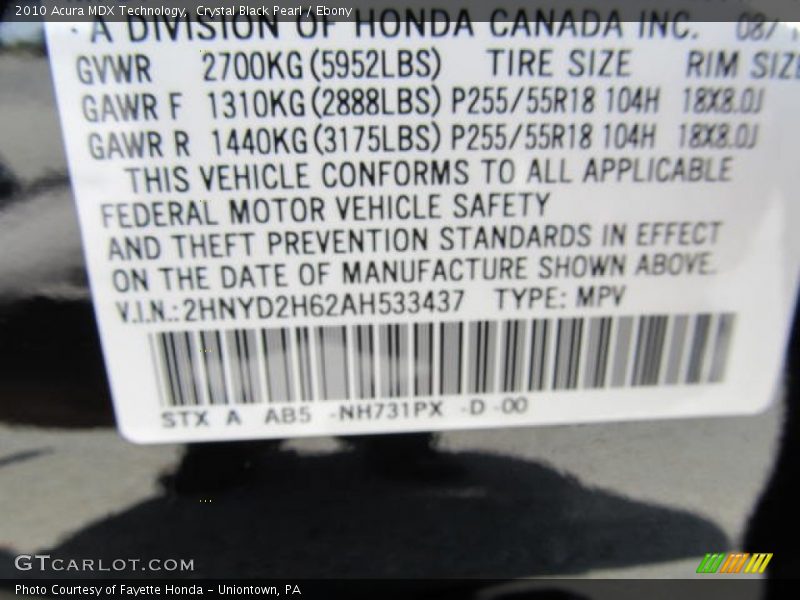 2010 Acura MDX Technology, Crystal Black Pearl / Ebony
A DIVISION OF HONDA CANADA INC. 08/
GVWR 2700KG(5952LBS) TIRE SIZE RIM SIZE
GAWR F 1310KG(2888LBS) P255/55R18 104H 18X8.0J
GAWR R 1440KG(3175LBS) P255/55R18 104H 18X8.0J
THIS VEHICLE CONFORMS TO ALL APPLICABLE
FEDERAL MOTOR VEHICLE SAFETY
AND THEFT PREVENTION STANDARDS IN EFFECT
ON THE DATE OF MANUFACTURE SHOWN ABOVE.
V.I.N.: 2HNYD2H62AH533437 TYPE: MPV
STX A AB5 -NH731PX -D -00
GTCARLOT.COM
Photo Courtesy of Fayette Honda - Uniontown, PA